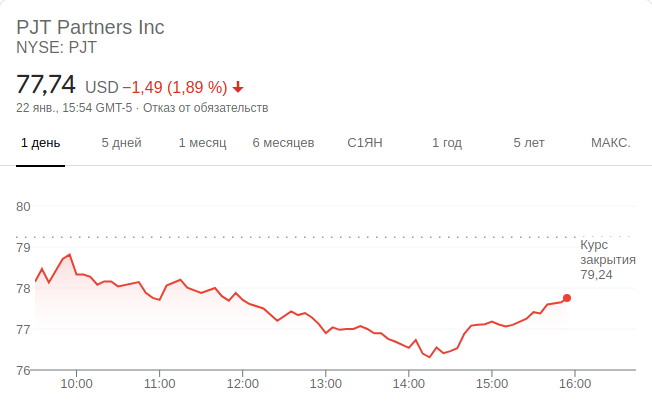 PJT Partners Inc
NYSE: PJT
77,74 USD −1,49 (1,89 %) 🡇
22 янв., 15:54 GMT-5 · Отказ от обязательств
1 день 5 дней 1 месяц 6 месяцев С1ЯН 1 год 5 лет МАКС.
80
79
78
77
76
Курс
закрытия
79,24
10:00 11:00 12:00 13:00 14:00 15:00 16:00